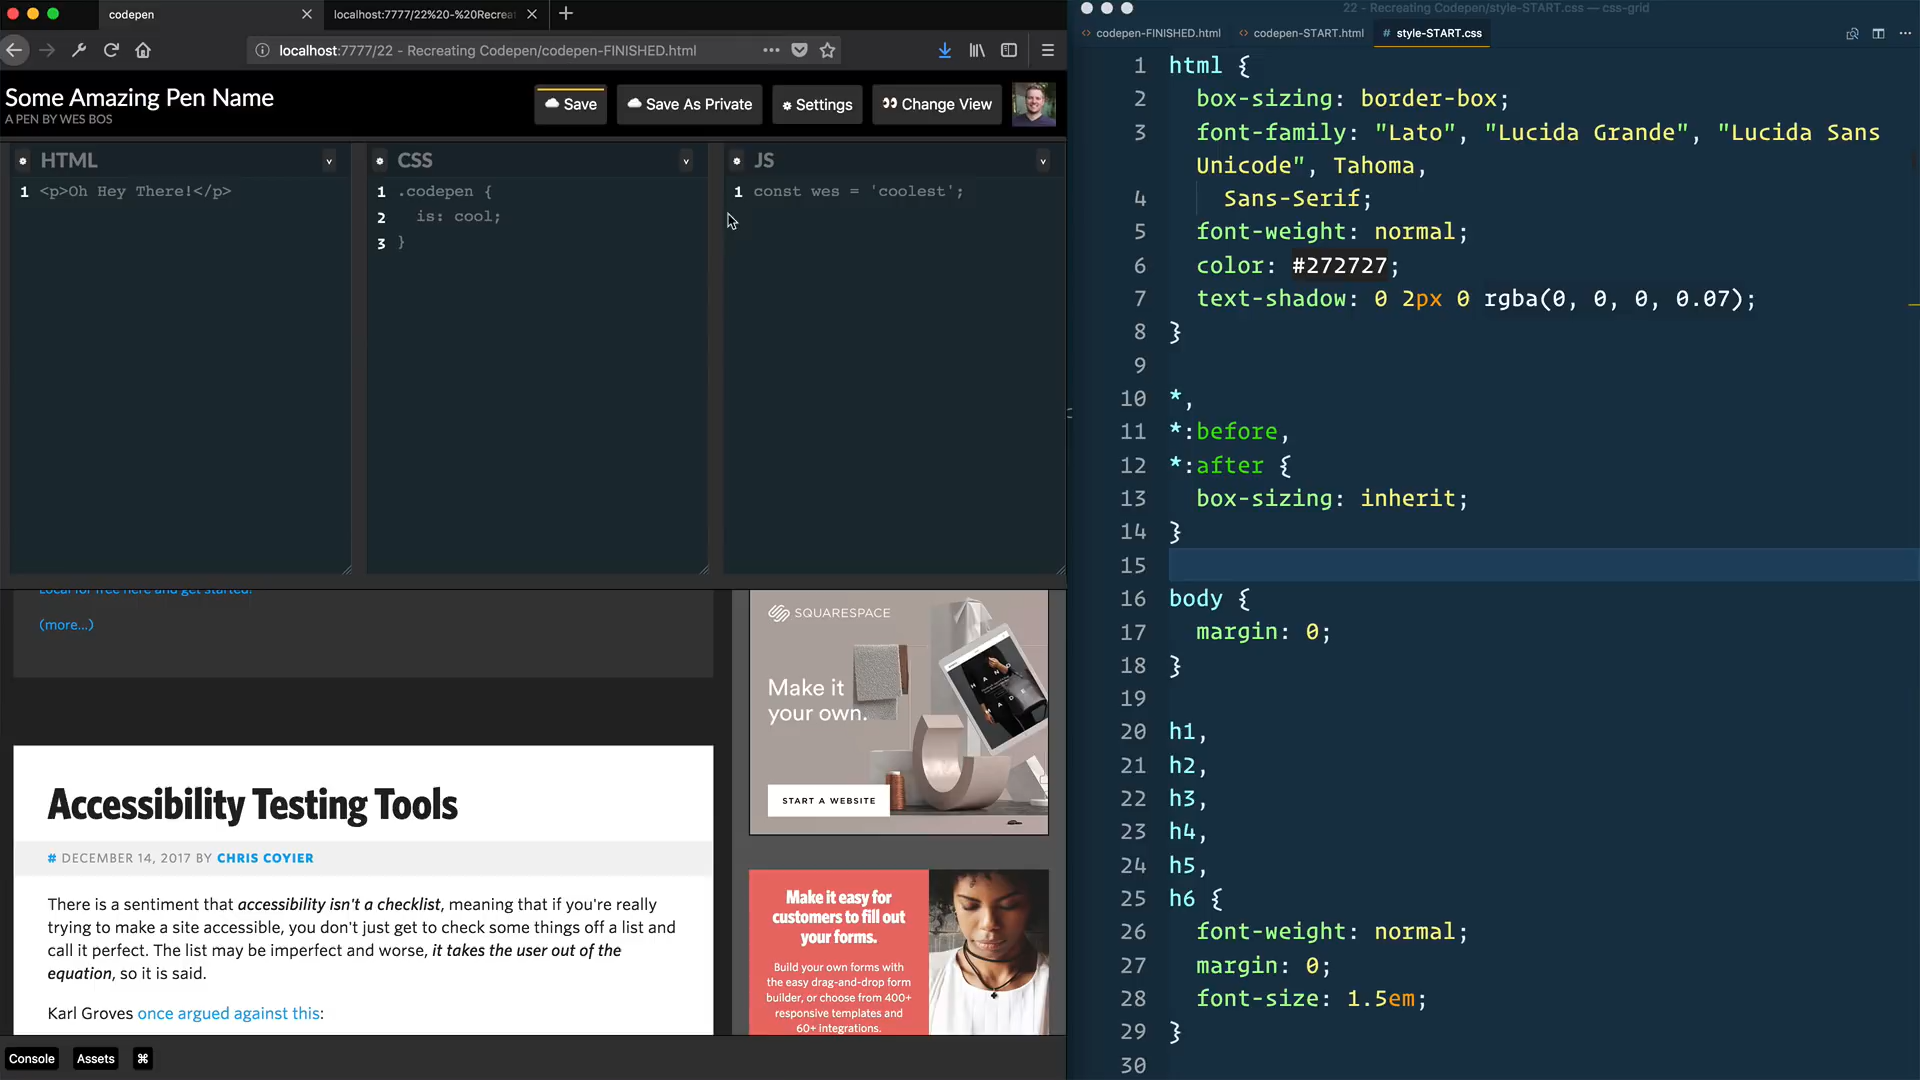 codepen
localhost:7777/22%20-%20Recrea
localhost:7777/22 - Recreating Codepen/codepen-FINISHED.html
Some Amazing Pen Name
A PEN BY WES BOS
Save
Save As Private
Settings
Change View
HTML
v
1 <p>Oh Hey There!</p>
CSS
v
1 .codepen {
2 is: cool;
3 }
JS
v
1 const wes = 'coolest';
Local for free here and get started!
(more...)
Accessibility Testing Tools
# DECEMBER 14, 2017 BY CHRIS COYIER
There is a sentiment that accessibility isn't a checklist, meaning that if you're really
trying to make a site accessible, you don't just get to check some things off a list and
call it perfect. The list may be imperfect and worse, it takes the user out of the
equation, so it is said.
Karl Groves once argued against this:
SQUARESPACE
Make it
your own.
HAND
MADE
START A WEBSITE
Make it easy for
customers to fill out
your forms.
Build your own forms with
the easy drag-and-drop form
builder, or choose from 400+
responsive templates and
60+ integrations.
Console
Assets
⌘
22 - Recreating Codepen/style-START.css — css-grid
<> codepen-FINISHED.html
<> codepen-START.html
# style-START.css
1 html {
2 box-sizing: border-box;
3 font-family: "Lato", "Lucida Grande", "Lucida Sans
Unicode", Tahoma,
4 Sans-Serif;
5 font-weight: normal;
6 color: #272727;
7 text-shadow: 0 2px 0 rgba(0, 0, 0, 0.07);
8 }
9
10 *,
11 *:before,
12 *:after {
13 box-sizing: inherit;
14 }
15
16 body {
17 margin: 0;
18 }
19
20 h1,
21 h2,
22 h3,
23 h4,
24 h5,
25 h6 {
26 font-weight: normal;
27 margin: 0;
28 font-size: 1.5em;
29 }
30